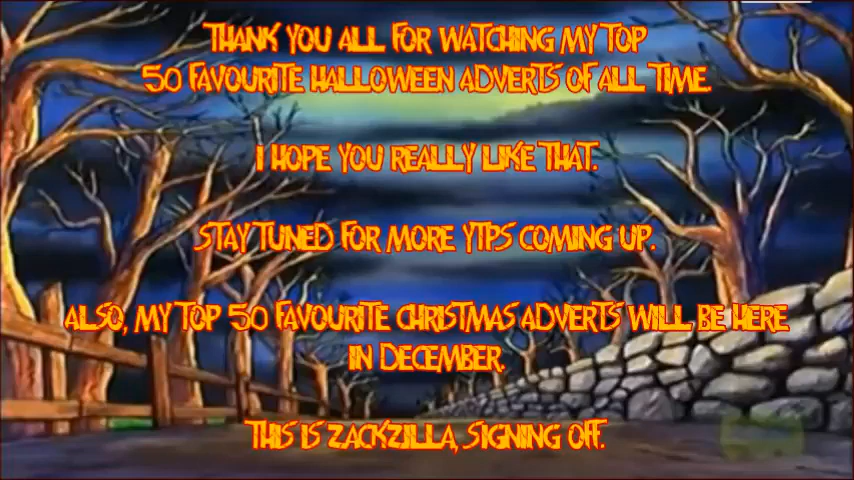 THANK YOU ALL FOR WATCHING MY TOP
50 FAVOURITE HALLOWEEN ADVERTS OF ALL TIME.
I HOPE YOU REALLY LIKE THAT.
STAY TUNED FOR MORE YTPS COMING UP.
ALSO, MY TOP 50 FAVOURITE CHRISTMAS ADVERTS WILL BE HERE
IN DECEMBER.
THIS IS ZACKZILLA, SIGNING OFF.